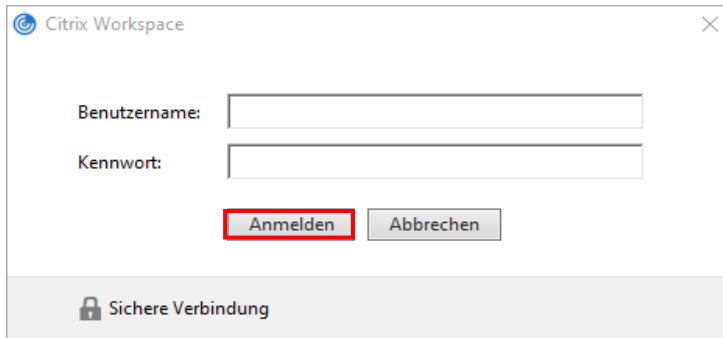 Citrix Workspace
Benutzername:
Kennwort:
Anmelden Abbrechen
Sichere Verbindung